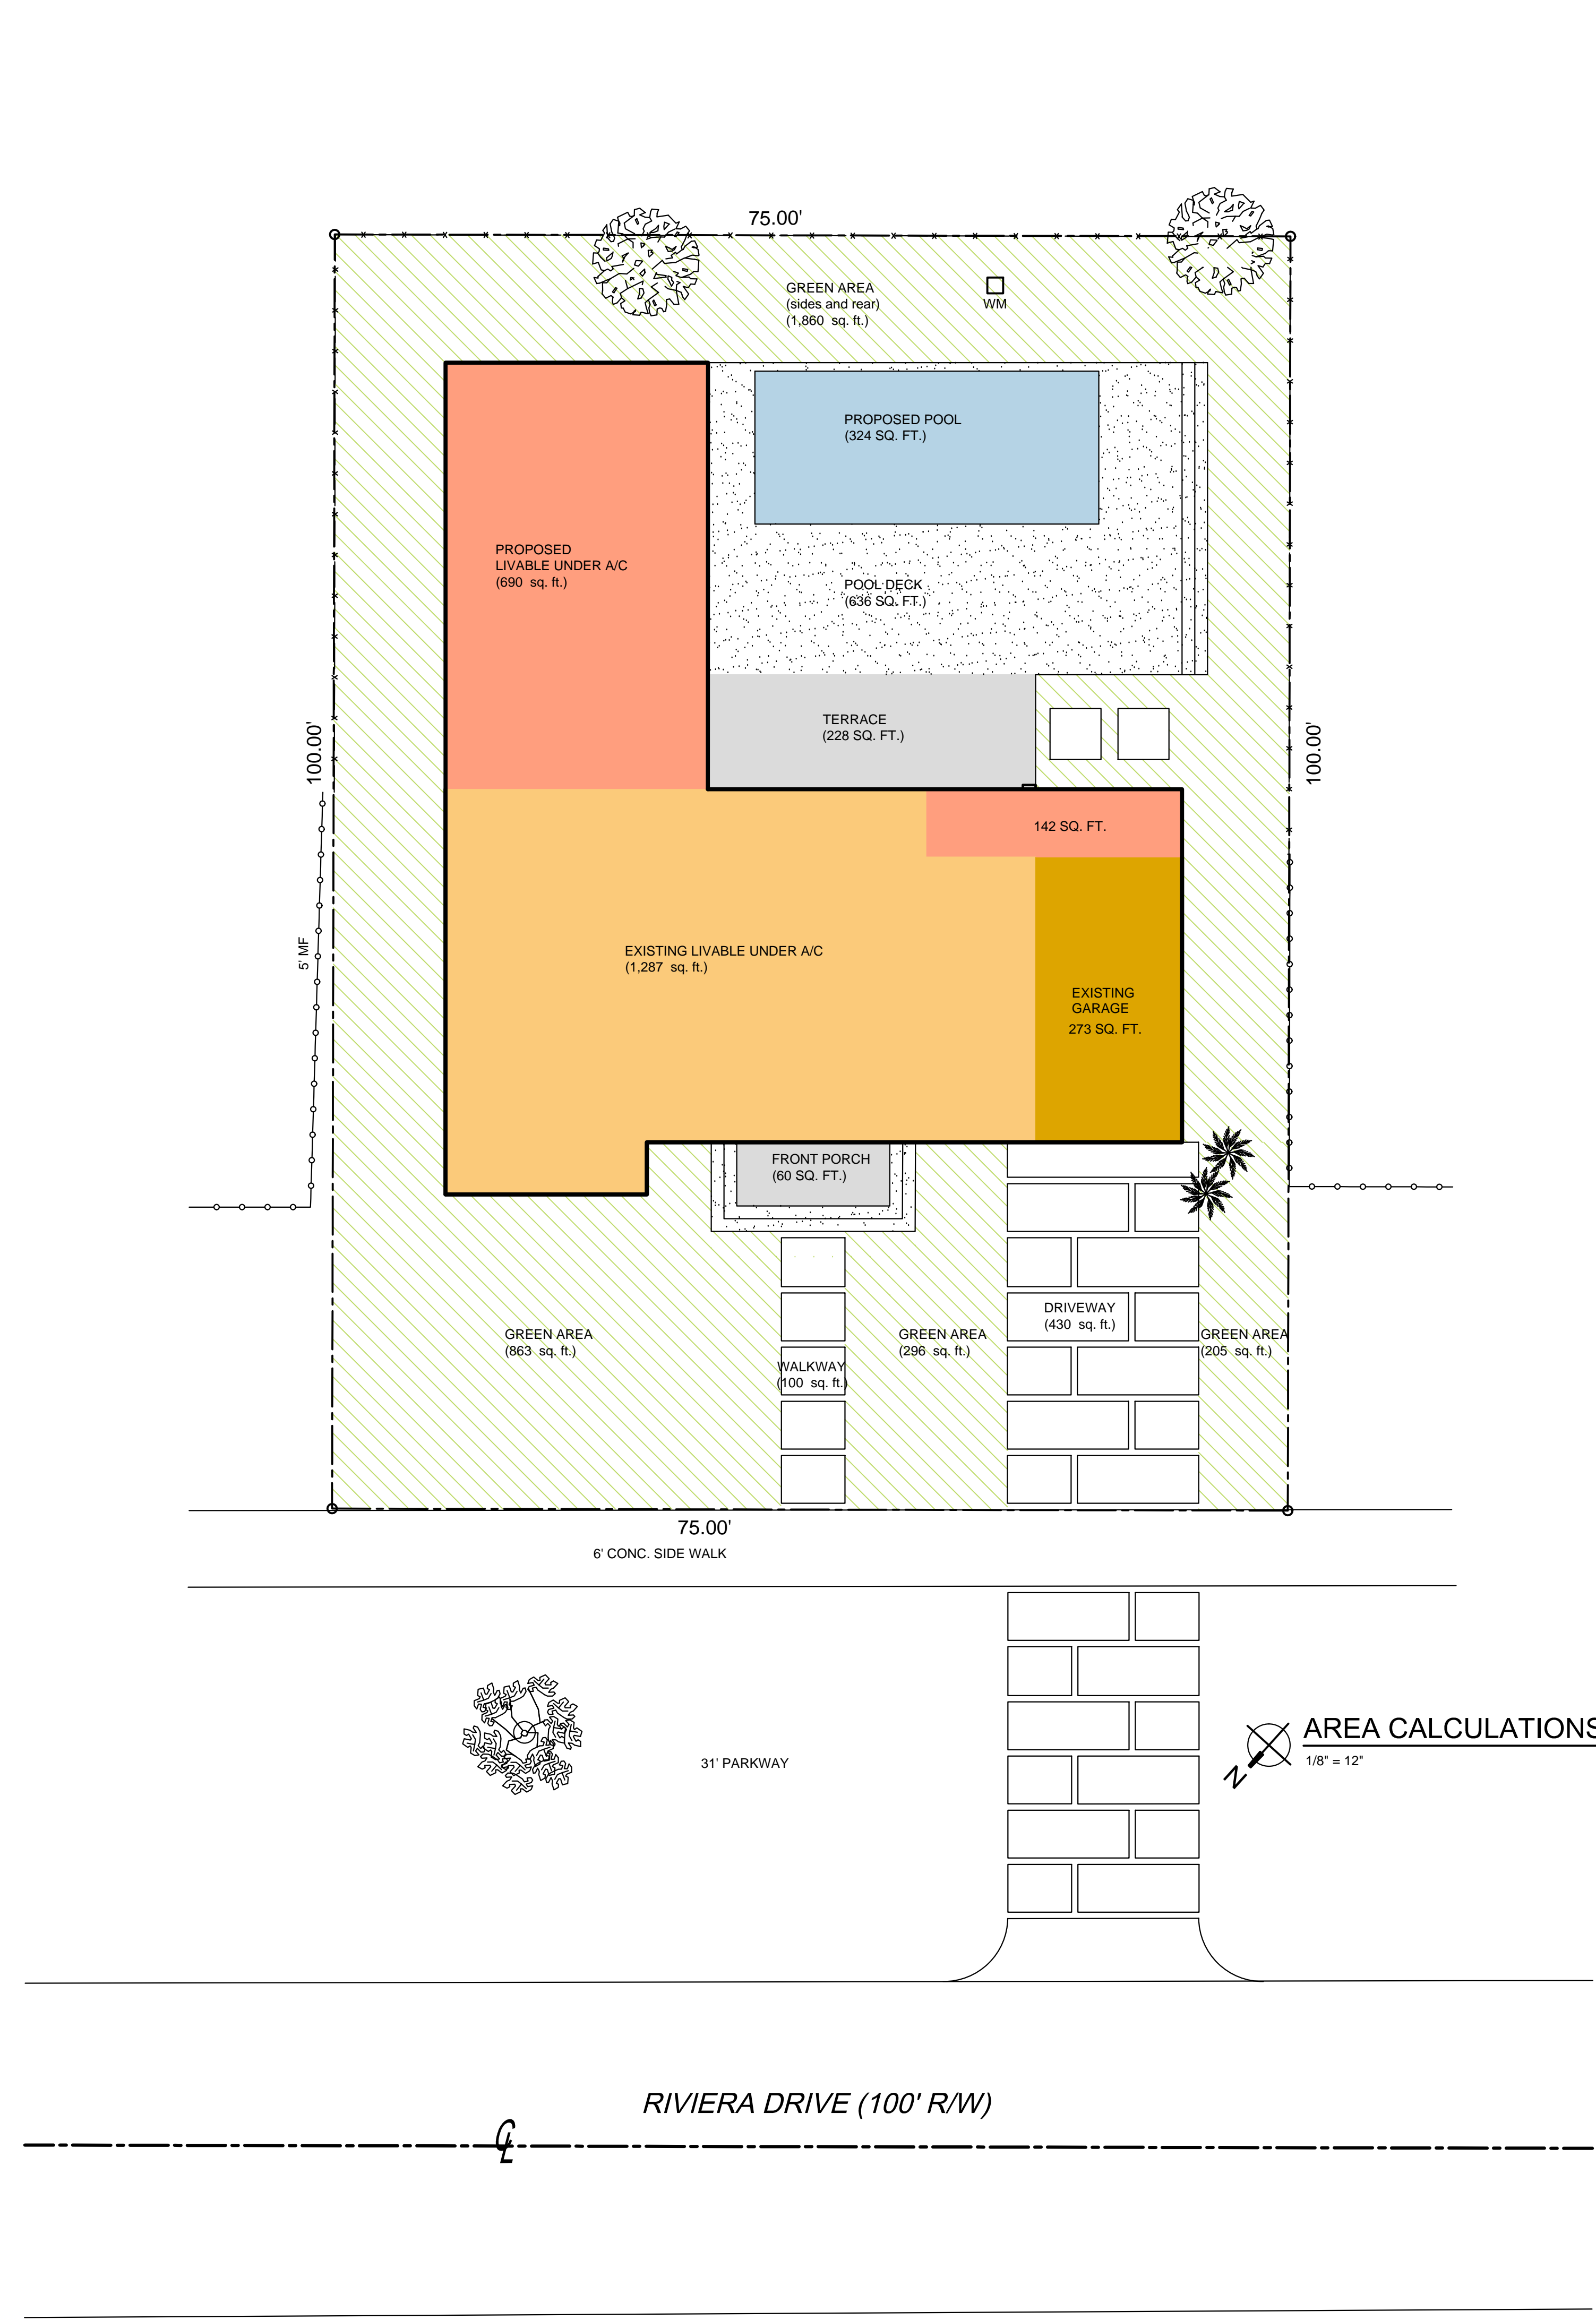 75.00'
GREEN AREA
(sides and rear)
(1,860 sq. ft.)
WM
PROPOSED POOL
(324 SQ. FT.)
PROPOSED
LIVABLE UNDER A/C
(690 sq. ft.)
POOL DECK
(636 SQ. FT.)
TERRACE
(228 SQ. FT.)
100.00'
100.00'
142 SQ. FT.
5' MF
EXISTING LIVABLE UNDER A/C
(1,287 sq. ft.)
EXISTING
GARAGE
273 SQ. FT.
FRONT PORCH
(60 SQ. FT.)
GREEN AREA
(863 sq. ft.)
WALKWAY
(100 sq. ft.)
GREEN AREA
(296 sq. ft.)
DRIVEWAY
(430 sq. ft.)
GREEN AREA
(205 sq. ft.)
75.00'
6' CONC. SIDE WALK
31' PARKWAY
N
AREA CALCULATIONS
1/8" = 12"
RIVIERA DRIVE (100' R/W)
CL